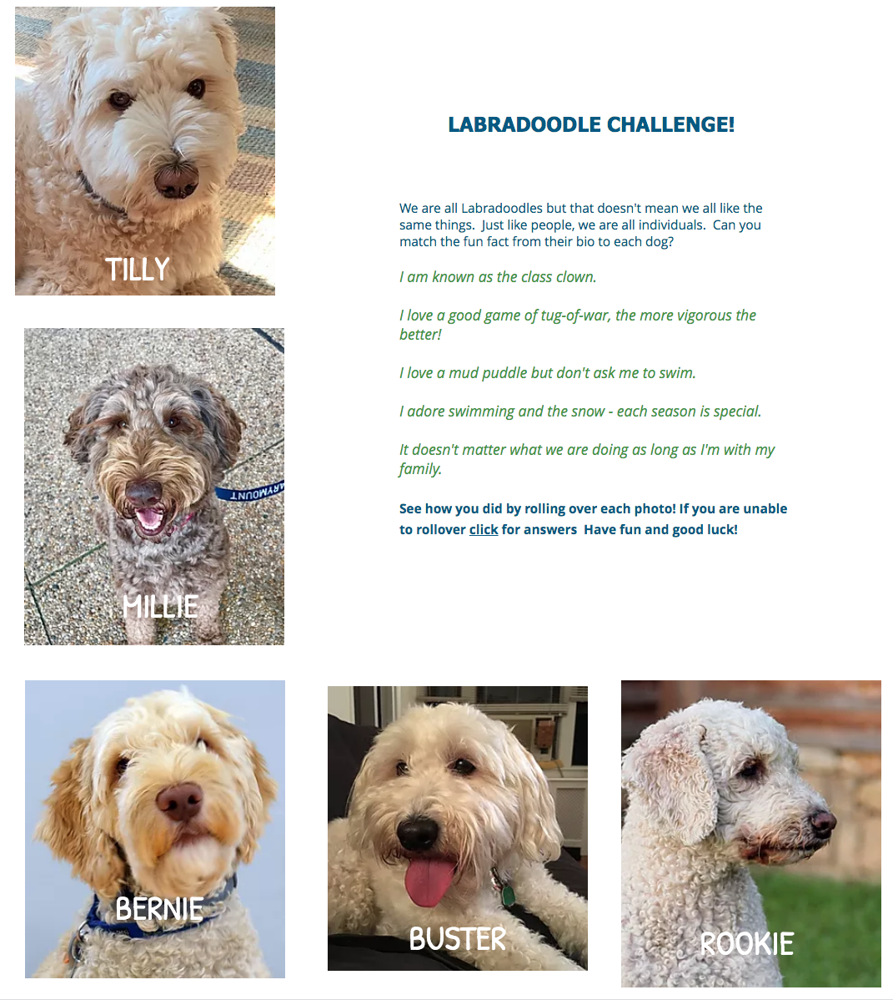 LABRADOODLE CHALLENGE!
We are all Labradoodles but that doesn't mean we all like the
same things.  Just like people, we are all individuals.  Can you
match the fun fact from their bio to each dog?
I am known as the class clown.
I love a good game of tug-of-war, the more vigorous the
better!
I love a mud puddle but don't ask me to swim.
I adore swimming and the snow - each season is special.
It doesn't matter what we are doing as long as I'm with my
family.
See how you did by rolling over each photo! If you are unable
to rollover click for answers  Have fun and good luck!
TILLY
MARYMOUNT
MILLIE
BERNIE
BUSTER
ROOKIE